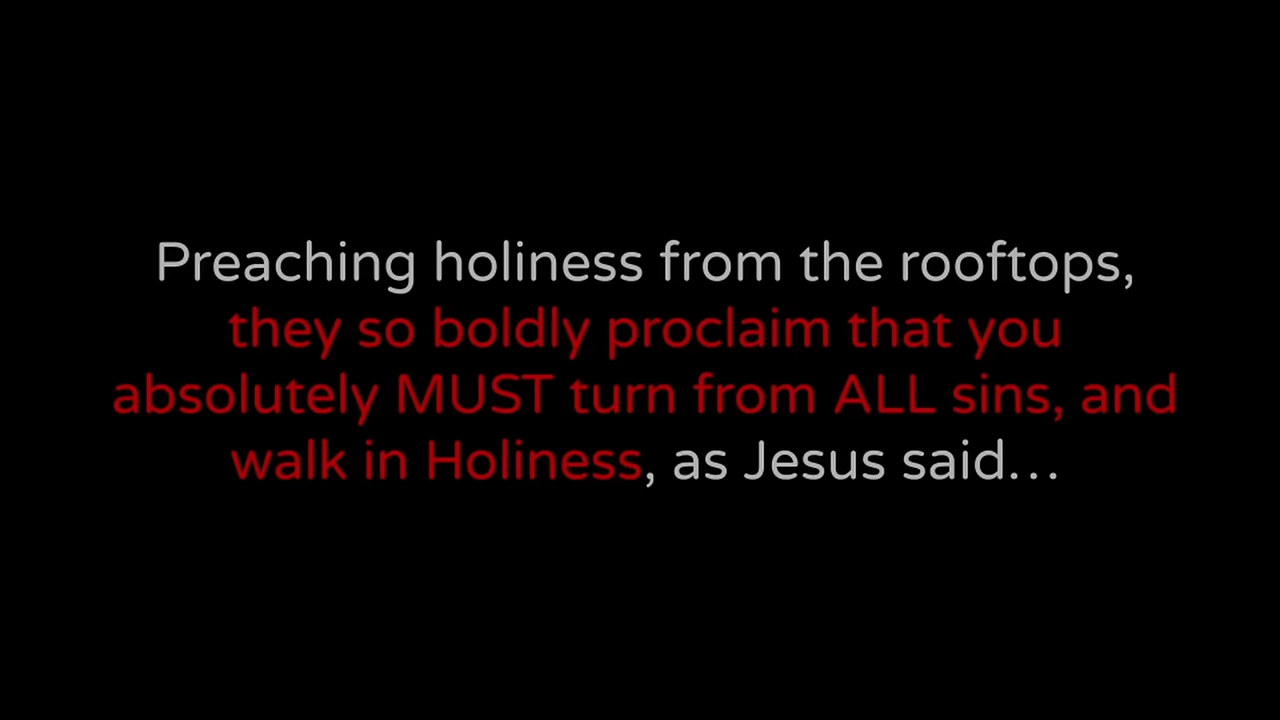 Preaching holiness from the rooftops,
they so boldly proclaim that you
absolutely MUST turn from ALL sins, and
walk in Holiness, as Jesus said...